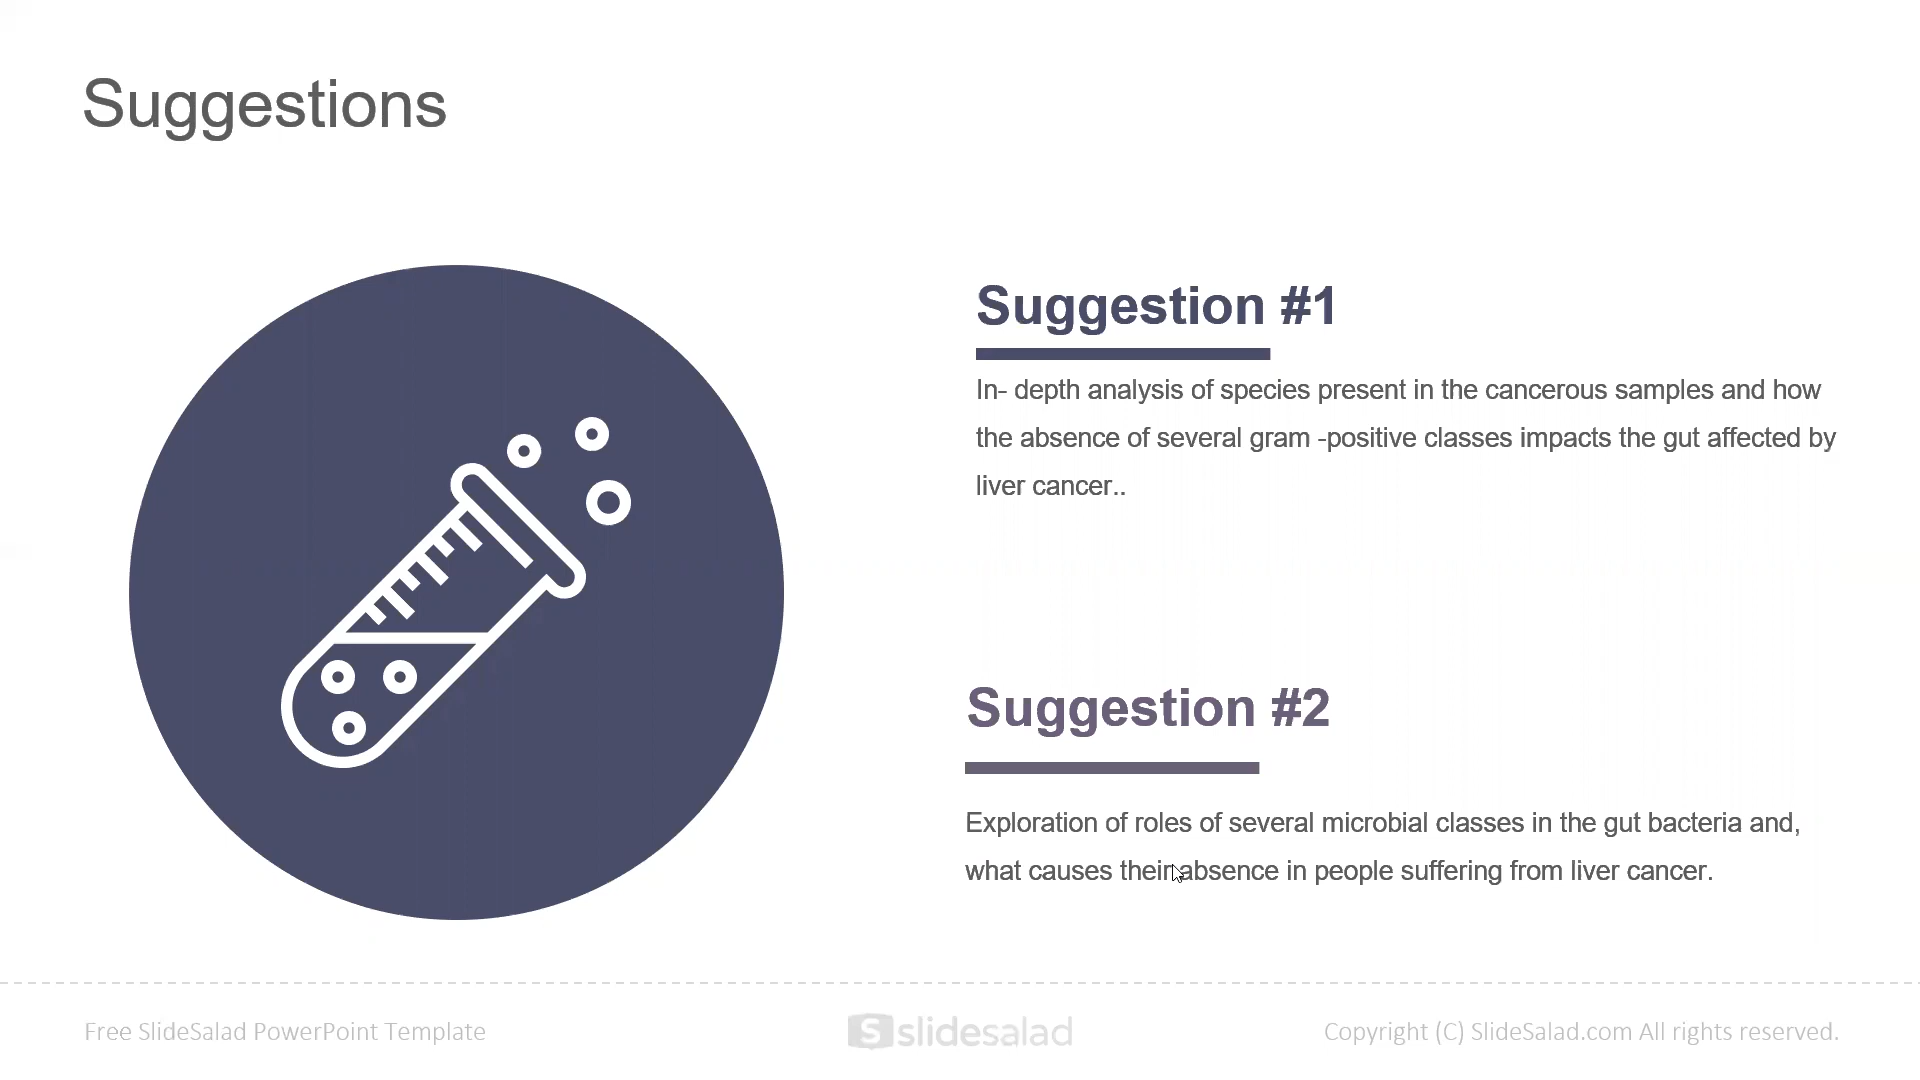 Suggestions
Suggestion #1
In- depth analysis of species present in the cancerous samples and how
the absence of several gram -positive classes impacts the gut affected by
liver cancer..
Suggestion #2
Exploration of roles of several microbial classes in the gut bacteria and,
what causes their absence in people suffering from liver cancer.
Free SlideSalad PowerPoint Template
S slidesalad
Copyright (C) SlideSalad.com All rights reserved.